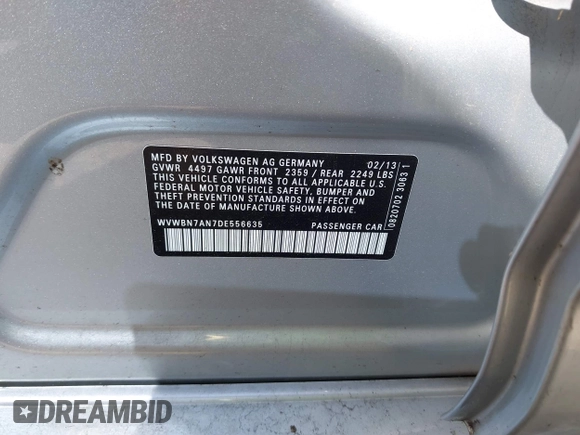 MFD BY VOLKSWAGEN AG GERMANY 02/13
GVWR 4497 GAWR FRONT 2359 / REAR 2249 LBS
THIS VEHICLE CONFORMS TO ALL APPLICABLE U.S.
FEDERAL MOTOR VEHICLE SAFETY, BUMPER AND
THEFT PREVENTION STANDARDS IN EFFECT ON THE
DATE OF MANUFACTURE SHOWN ABOVE.
WVWBN7AN7DE556635 PASSENGER CAR
0820702 3063 1
DREAMBID